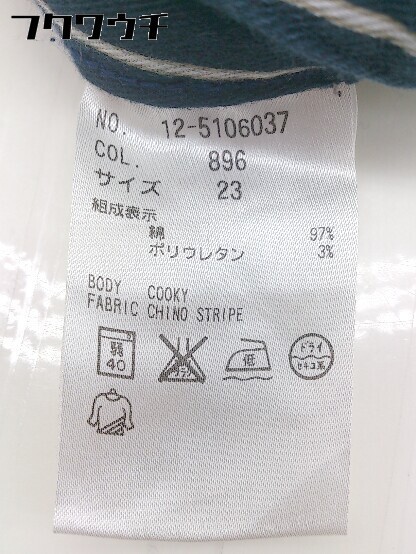 フクワウチ
NO. 12-5106037
COL. 896
サイズ 23
組成表示
綿 97%
ポリウレタン 3%
BODY COOKY
FABRIC CHINO STRIPE
弱 40 低 ドライ セキユ系